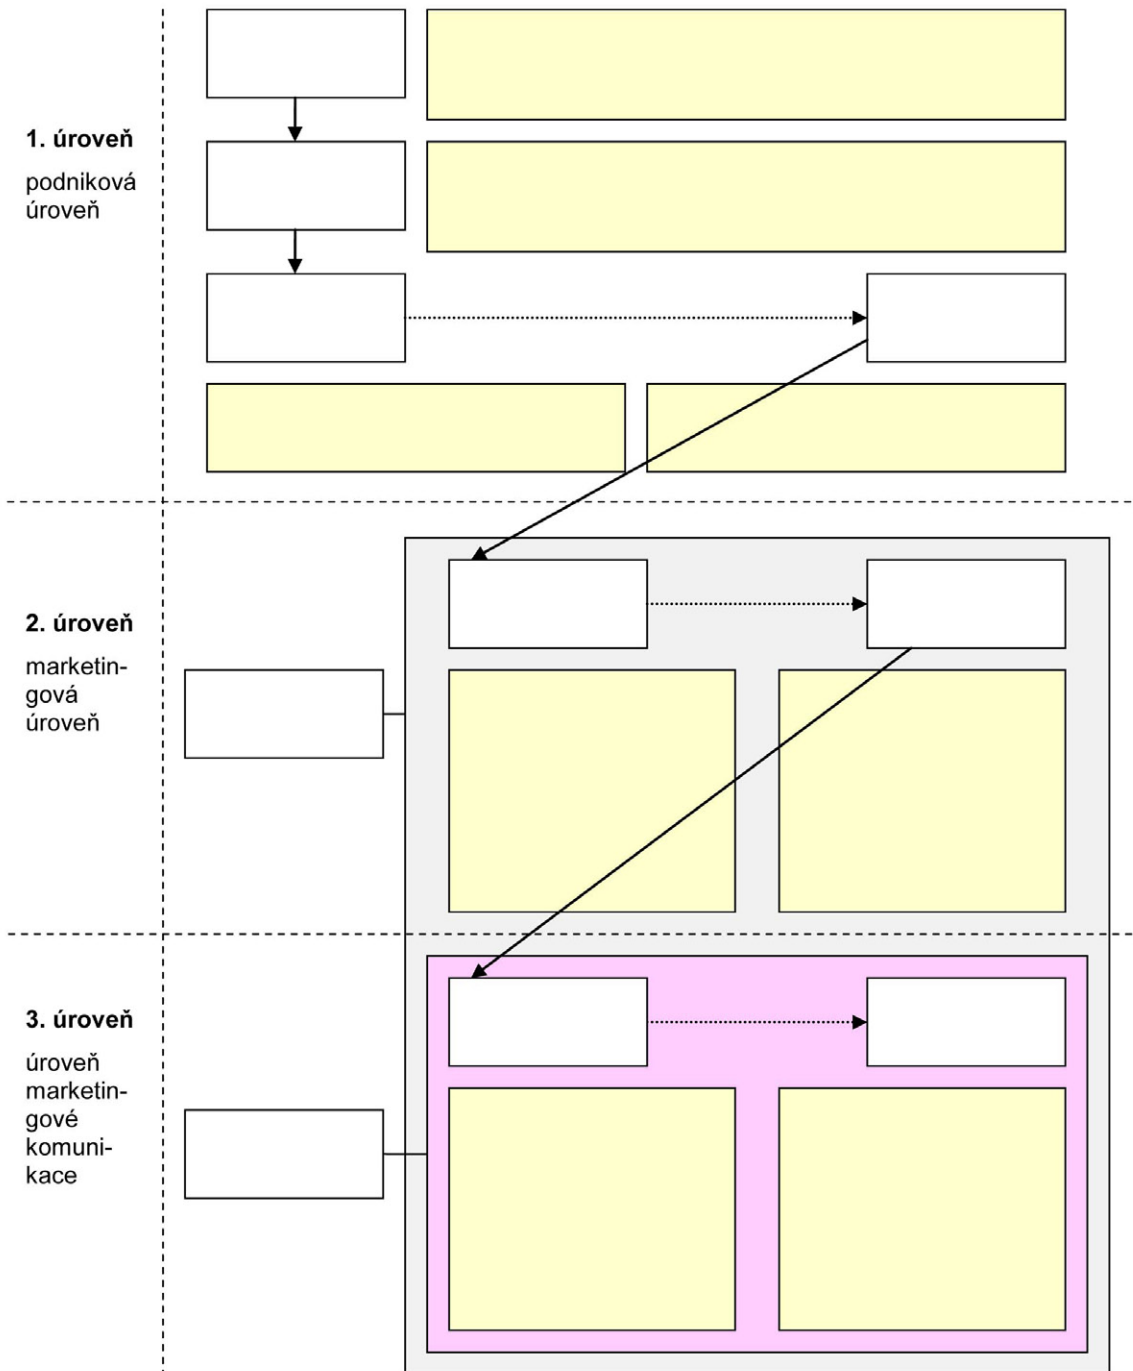 1. úroveň
podniková
úroveň
2. úroveň
marketin-
gová
úroveň
3. úroveň
úroveň
marketin-
gové
komuni-
kace